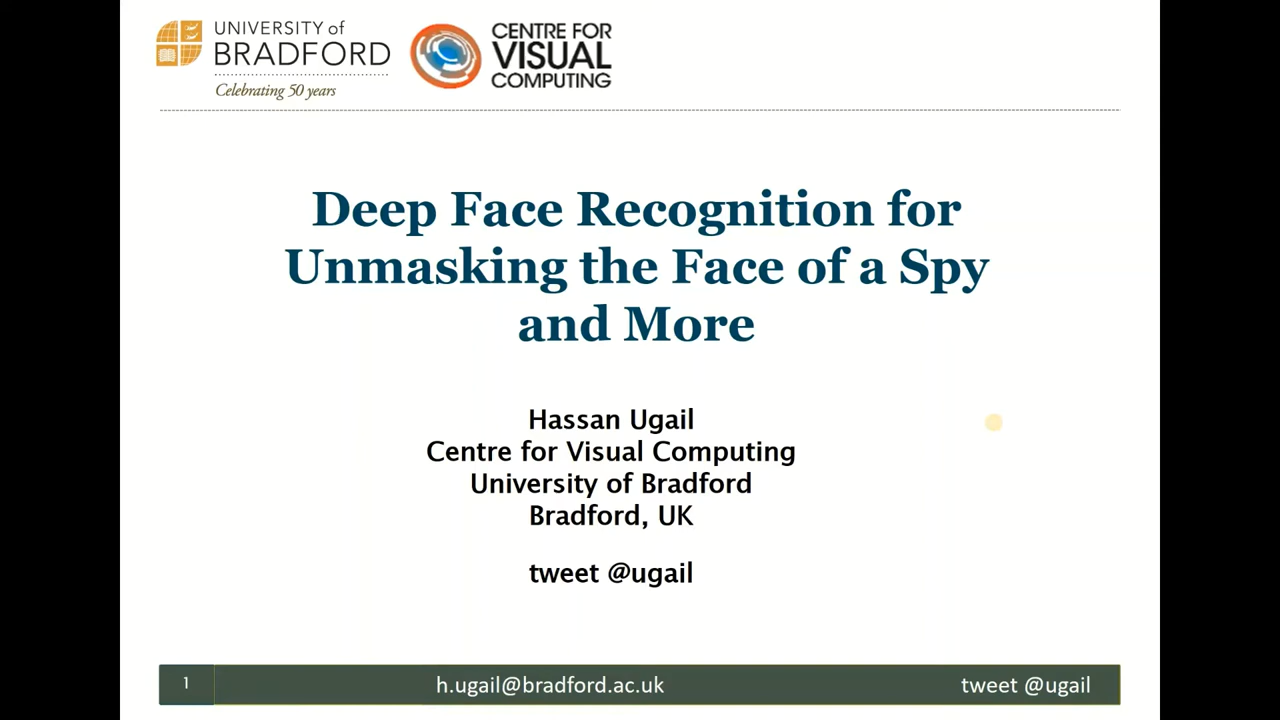 UNIVERSITY of
BRADFORD
Celebrating 50 years
CENTRE FOR
VISUAL
COMPUTING
Deep Face Recognition for
Unmasking the Face of a Spy
and More
Hassan Ugail
Centre for Visual Computing
University of Bradford
Bradford, UK
tweet @ugail
1
h.ugail@bradford.ac.uk
tweet @ugail